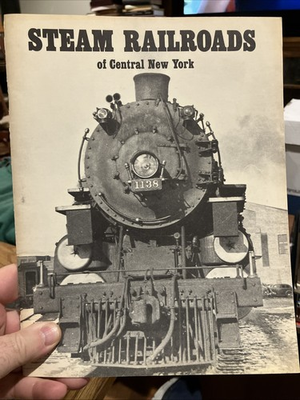 STEAM RAILROADS
of Central New York
1138